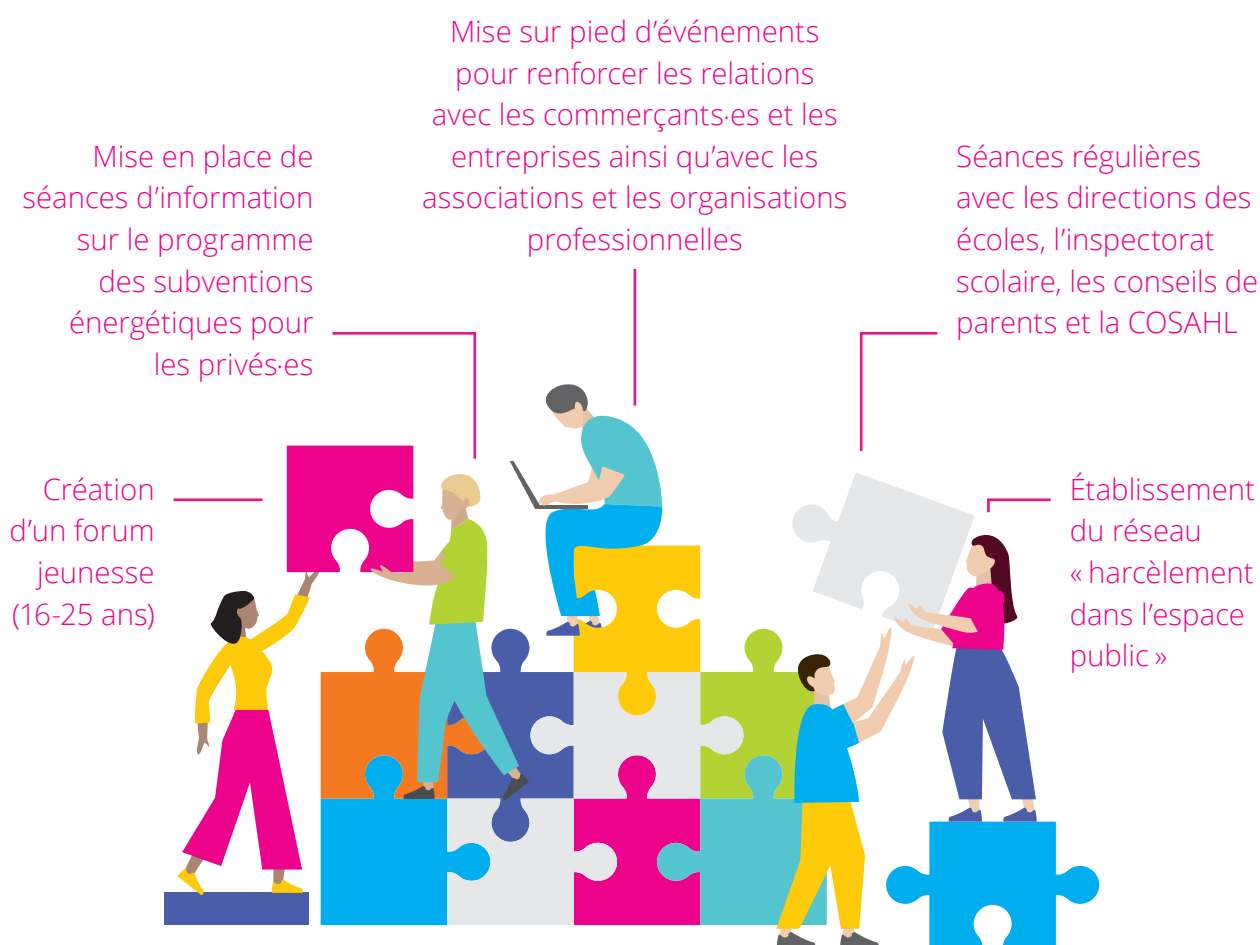 Mise sur pied d’événements
pour renforcer les relations
avec les commerçants·es et les
entreprises ainsi qu’avec les
associations et les organisations
professionnelles
Mise en place de
séances d’information
sur le programme
des subventions
énergétiques pour
les privés·es
Séances régulières
avec les directions des
écoles, l’inspectorat
scolaire, les conseils de
parents et la COSAHL
Création
d’un forum
jeunesse
(16-25 ans)
Établissement
du réseau
« harcèlement
dans l’espace
public »